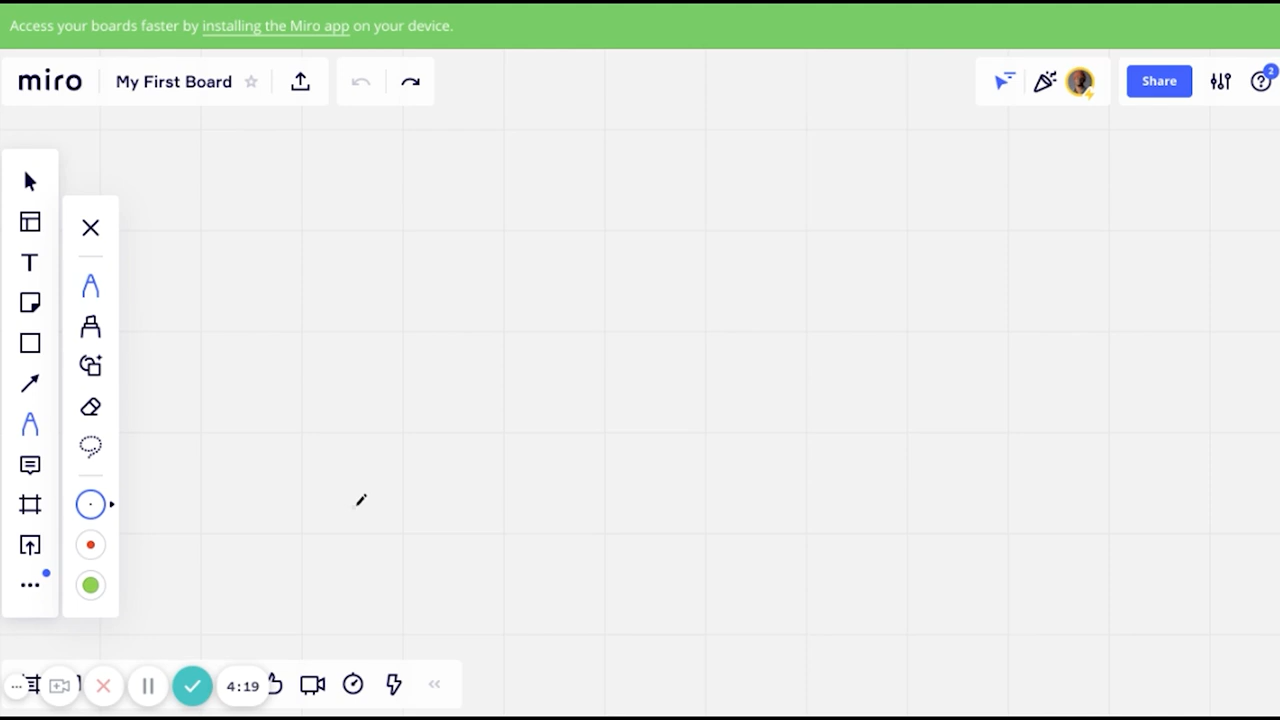 Access your boards faster by installing the Miro app on your device.
miro
My First Board
Share
2
T
4:19